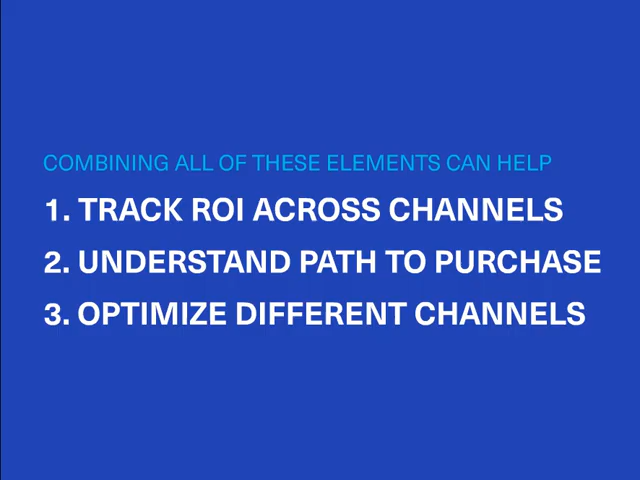 COMBINING ALL OF THESE ELEMENTS CAN HELP
1. TRACK ROI ACROSS CHANNELS
2. UNDERSTAND PATH TO PURCHASE
3. OPTIMIZE DIFFERENT CHANNELS